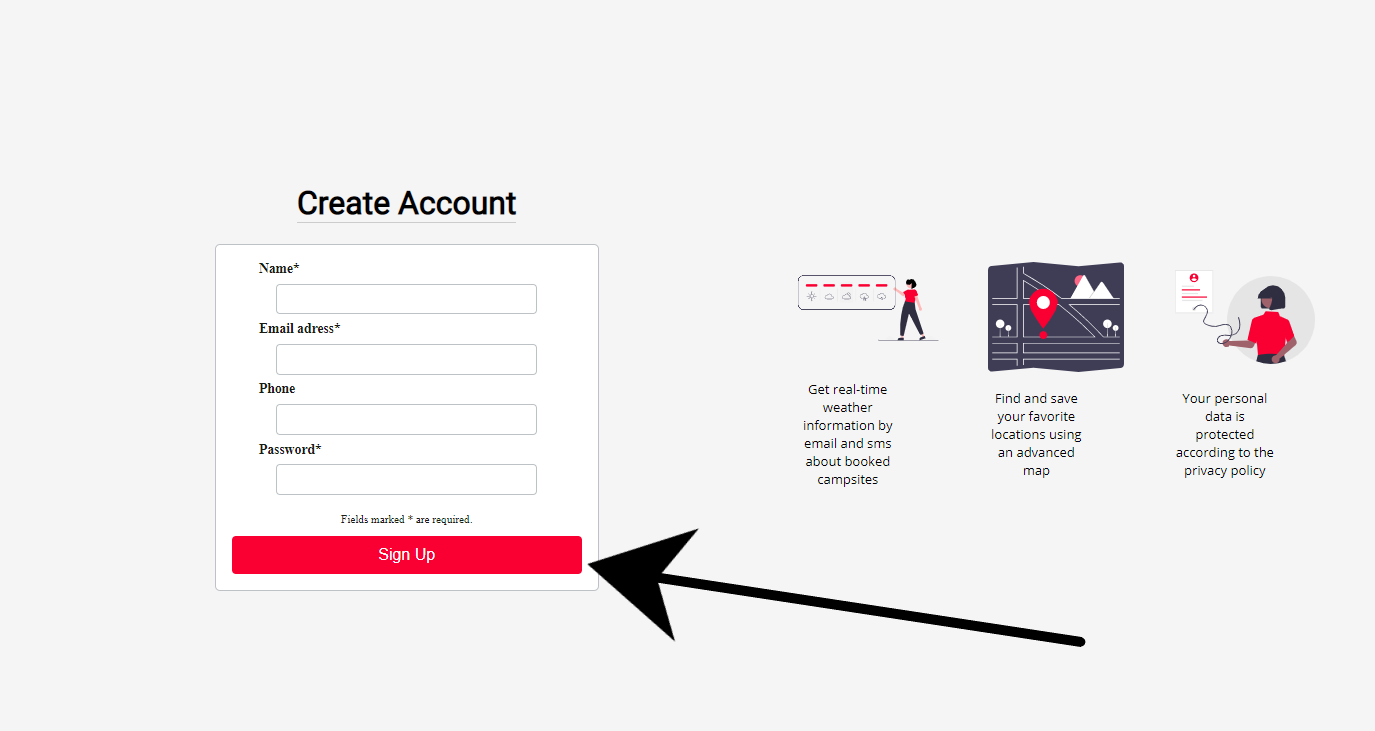 Create Account
Name*
Email adress*
Phone
Password*
Fields marked * are required.
Sign Up
Get real-time
weather
information by
email and sms
about booked
campsites
Find and save
your favorite
locations using
an advanced
map
Your personal
data is
protected
according to the
privacy policy